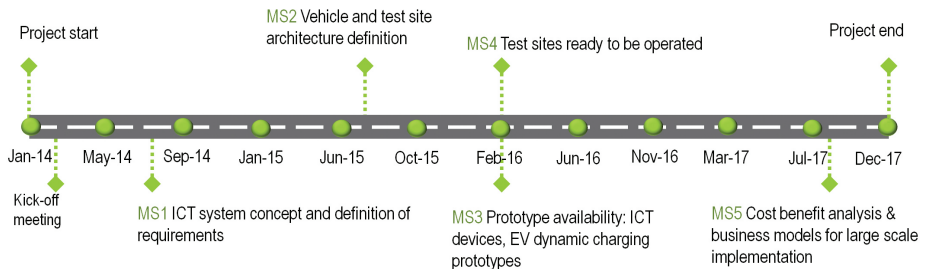 Project start
MS2 Vehicle and test site
architecture definition
MS4 Test sites ready to be operated
Project end
Jan-14
May-14
Sep-14
Jan-15
Jun-15
Oct-15
Feb-16
Jun-16
Nov-16
Mar-17
Jul-17
Dec-17
Kick-off
meeting
MS1 ICT system concept and definition of
requirements
MS3 Prototype availability: ICT
devices, EV dynamic charging
prototypes
MS5 Cost benefit analysis &
business models for large scale
implementation